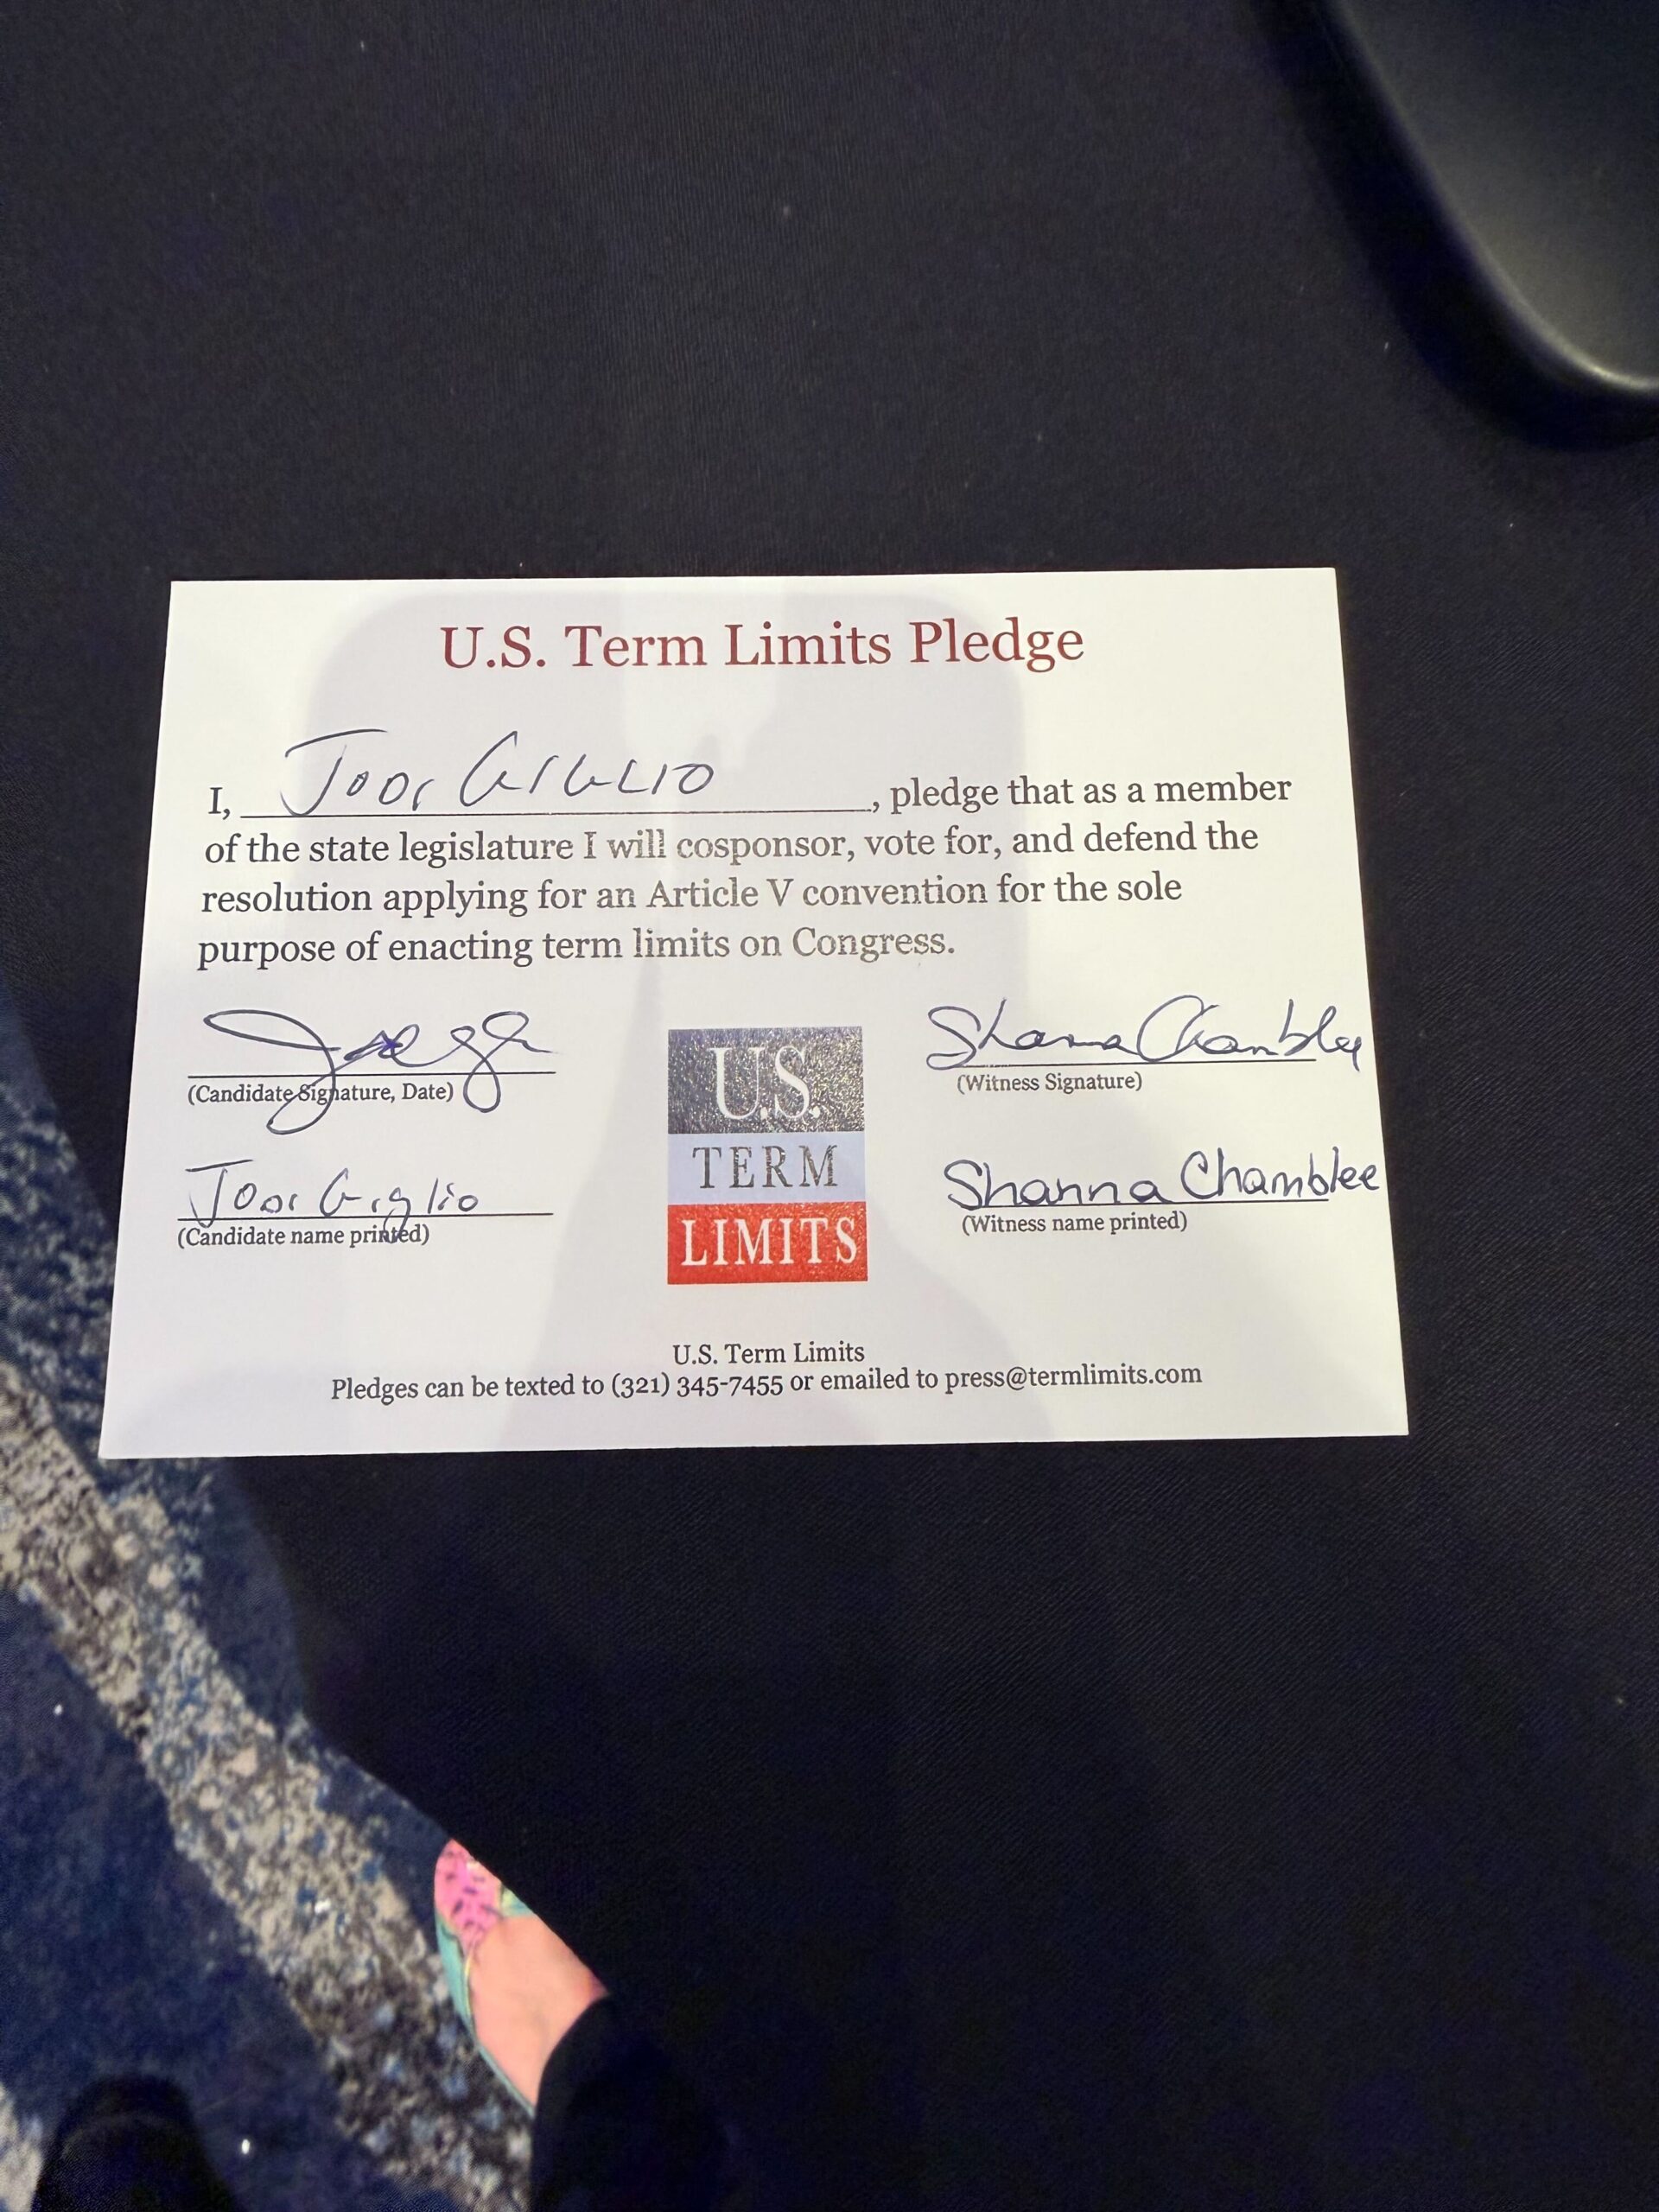 U.S. Term Limits Pledge
I, Jodi Giglio, pledge that as a member
of the state legislature I will cosponsor, vote for, and defend the
resolution applying for an Article V convention for the sole
purpose of enacting term limits on Congress.
(Candidate Signature, Date)
Jodi Giglio
(Candidate name printed)
U.S.
TERM
LIMITS
Shanna Chamblee
(Witness Signature)
Shanna Chamblee
(Witness name printed)
U.S. Term Limits
Pledges can be texted to (321) 345-7455 or emailed to press@termlimits.com